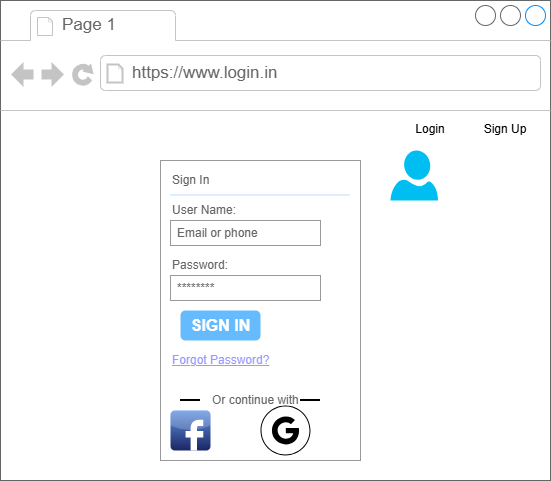 Page 1
https://www.login.in
Login Sign Up
Sign In
User Name:
Email or phone
Password:
********
SIGN IN
Forgot Password?
Or continue with
f G